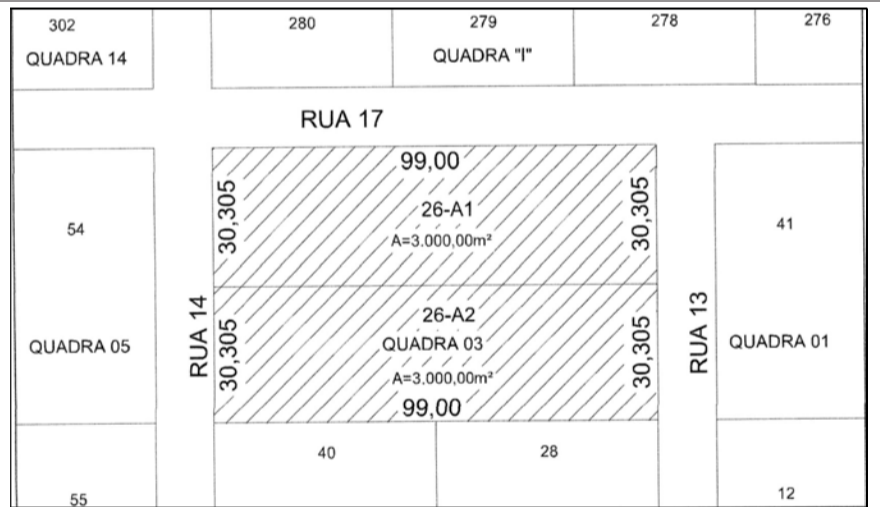 302
280
279
278
276
QUADRA 14
QUADRA "I"
RUA 17
99,00
30,305
26-A1
A=3.000,00m²
30,305
54
41
RUA 14
RUA 13
26-A2
QUADRA 03
A=3.000,00m²
30,305
30,305
99,00
QUADRA 05
QUADRA 01
40
28
55
12